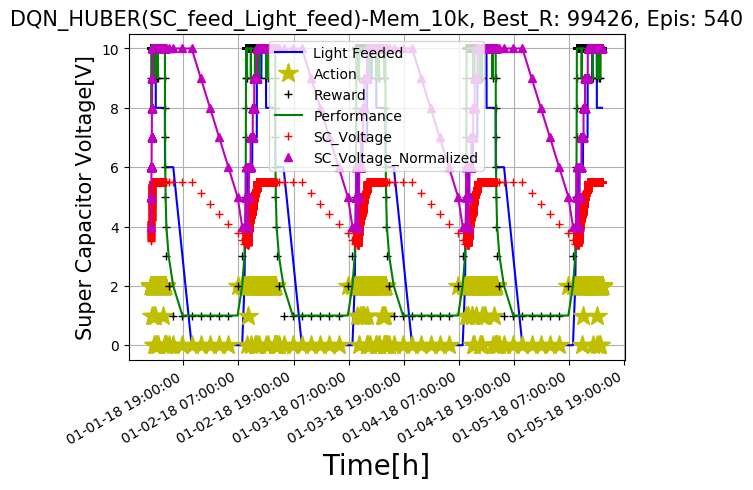 DQN_HUBER(SC_feed_Light_feed)-Mem_10k, Best_R: 99426, Epis: 540
Super Capacitor Voltage[V]
10
8
6
4
2
0
Light Feeded
Action
Reward
Performance
SC_Voltage
SC_Voltage_Normalized
01-01-18 19:00:00
01-02-18 07:00:00
01-02-18 19:00:00
01-03-18 07:00:00
01-03-18 19:00:00
01-04-18 07:00:00
01-04-18 19:00:00
01-05-18 07:00:00
01-05-18 19:00:00
Time[h]